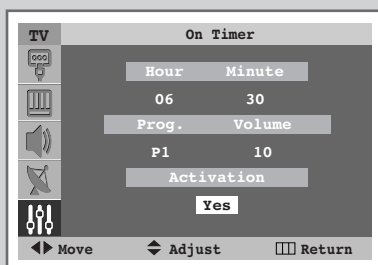 TV On Timer
Hour Minute
06 30
Prog. Volume
P1 10
Activation
Yes
Move Adjust Return